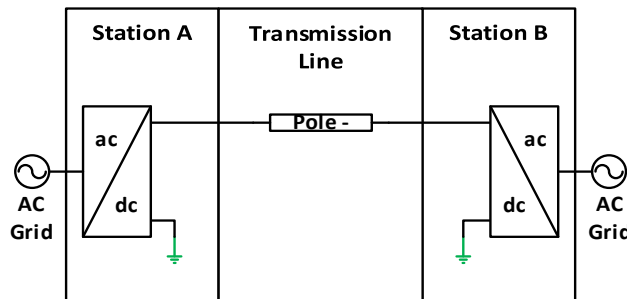 Station A
Transmission
Line
Station B
Pole -
ac
dc
ac
dc
AC
Grid
AC
Grid